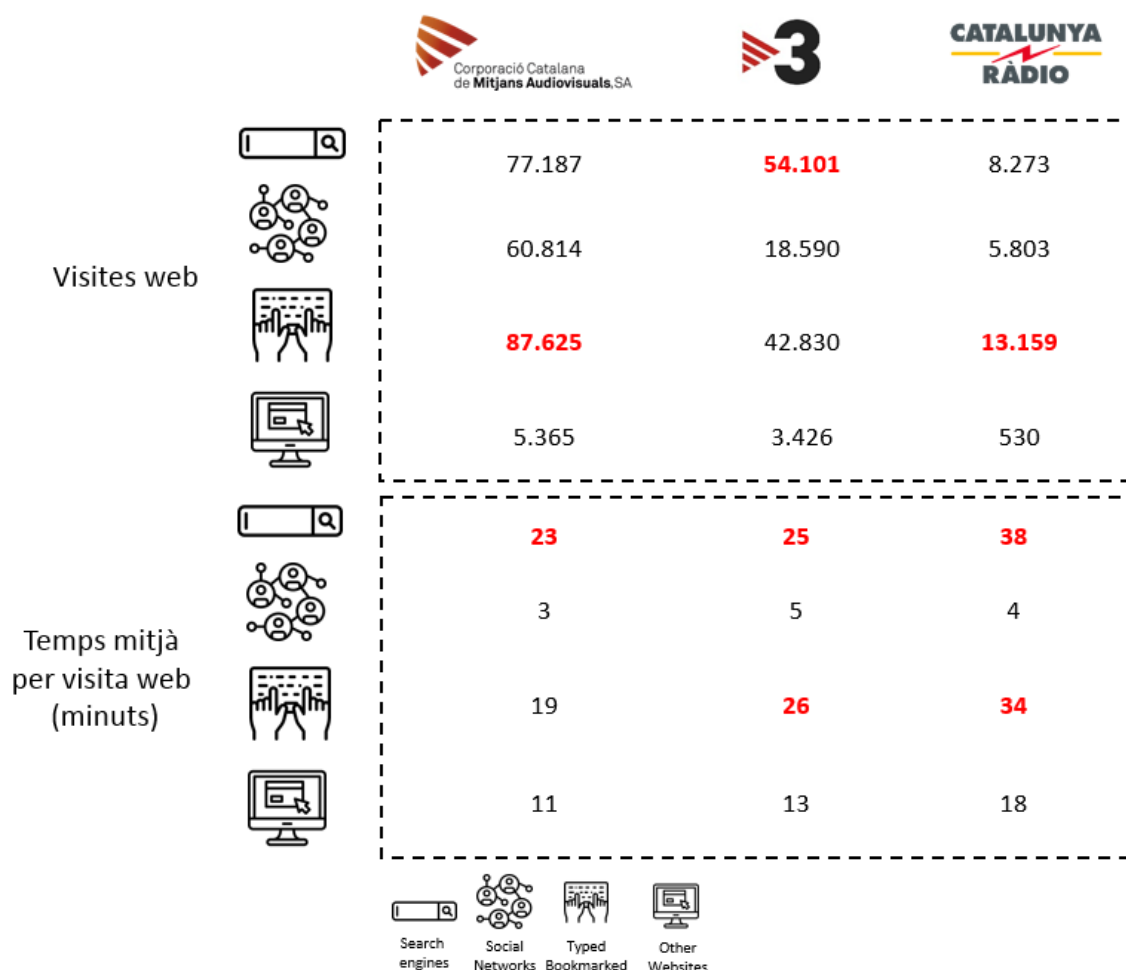 Corporació Catalana
de Mitjans Audiovisuals, SA
3
CATALUNYA
RÀDIO
77.187 54.101 8.273
60.814 18.590 5.803
Visites web
87.625 42.830 13.159
5.365 3.426 530
23 25 38
3 5 4
Temps mitjà
per visita web
(minuts)
19 26 34
11 13 18
Search
engines
Social
Networks
Typed
Bookmarked
Other
Websites